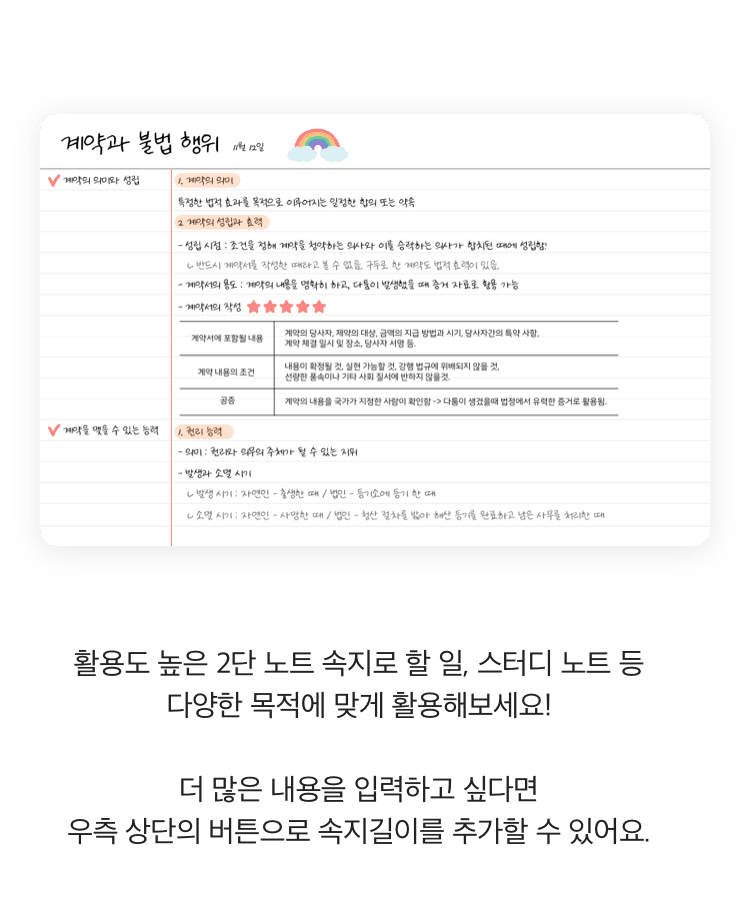 계약과 불법 행위 11월 12일
계약의 의미와 성립
1. 계약의 의미
특정한 법적 효과를 목적으로 이루어지는 일정한 합의 또는 약속
2 계약의 성립과 효력
- 성립 시점 : 조건을 정해 계약을 청약하는 의사와 이를 승낙하는 의사가 합치된 때에 성립함!
ㄴ 반드시 계약서를 작성한 때라고 볼 수 없음. 구두로 한 계약도 법적 효력이 있음.
- 계약서의 용도 : 계약의 내용을 명확히 하고, 다툼이 발생했을 때 증거 자료로 활용 가능
- 계약서의 작성
계약서에 포함될 내용
계약의 당사자, 제약의 대상, 금액의 지급 방법과 시기, 당사자간의 특약 사항,
계약 체결 일시 및 장소, 당사자 서명 등.
계약 내용의 조건
내용이 확정될 것, 실현 가능할 것, 강행 법규에 위배되지 않을 것,
선량한 풍속이나 기타 사회 질서에 반하지 않을것.
공증
계약의 내용을 국가가 지정한 사람이 확인함 -> 다툼이 생겼을때 법정에서 유력한 증거로 활용됨.
계약을 맺을 수 있는 능력
1. 권리 능력
- 의미 : 권리와 의무의 주체가 될 수 있는 지위
- 발생과 소멸 시기
ㄴ 발생 시기 : 자연인 - 출생한 때 / 법인 - 등기소에 등기 한 때
ㄴ 소멸 시기 : 자연인 - 사망한 때 / 법인 - 청산 절차를 밟아 해산 등기를 완료하고 남은 사무를 처리한 때
활용도 높은 2단 노트 속지로 할 일, 스터디 노트 등
다양한 목적에 맞게 활용해보세요!
더 많은 내용을 입력하고 싶다면
우측 상단의 버튼으로 속지길이를 추가할 수 있어요.